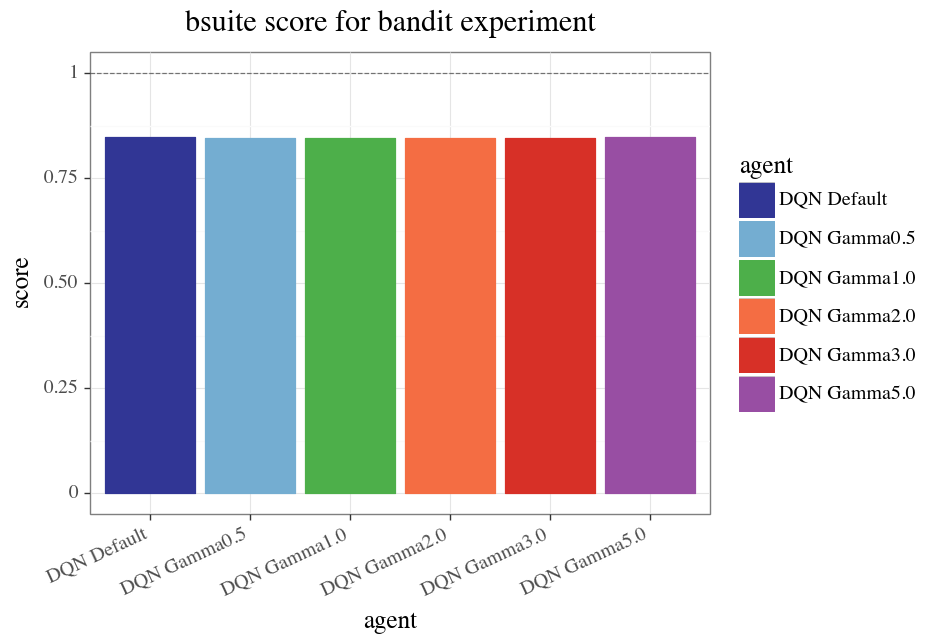 bsuite score for bandit experiment
1
0.75
0.50
0.25
0
score
DQN Default
DQN Gamma0.5
DQN Gamma1.0
DQN Gamma2.0
DQN Gamma3.0
DQN Gamma5.0
agent
agent
DQN Default
DQN Gamma0.5
DQN Gamma1.0
DQN Gamma2.0
DQN Gamma3.0
DQN Gamma5.0